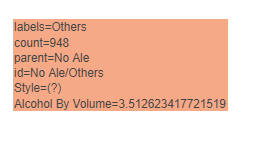 labels=Others
count=948
parent=No Ale
id=No Ale/Others
Style=(?)
Alcohol By Volume=3.512623417721519